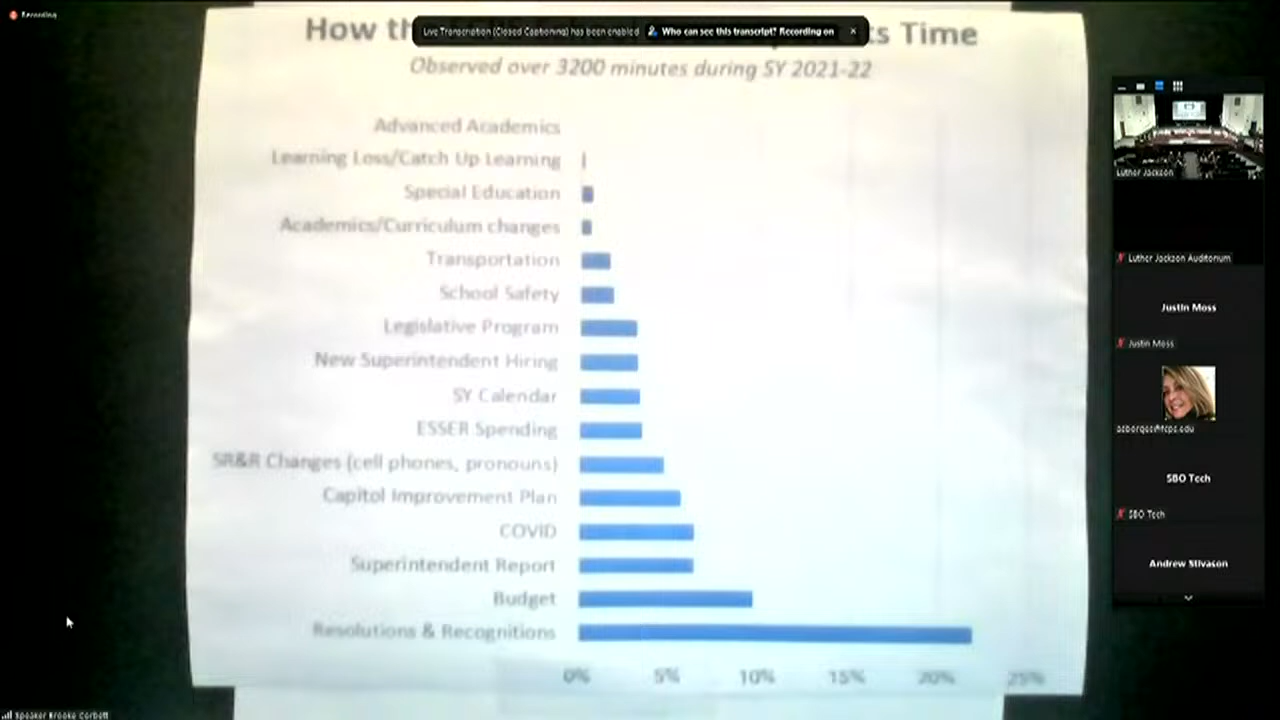 Recording
How th
ts Time
Live Transcription (Closed Captioning) has been enabled
Who can see this transcript? Recording on
Observed over 3200 minutes during SY 2021-22
Advanced Academics
Learning Loss/Catch Up Learning
Special Education
Academics/Curriculum changes
Transportation
School Safety
Legislative Program
New Superintendent Hiring
SY Calendar
ESSER Spending
SR&R Changes (cell phones, pronouns)
Capitol Improvement Plan
COVID
Superintendent Report
Budget
Resolutions & Recognitions
0% 5% 10% 15% 20% 25%
Luther Jackson
Luther Jackson Auditorium
Justin Moss
Justin Moss
SBO Tech
SBO Tech
Andrew Stivason
Speaker Brooke Corbett